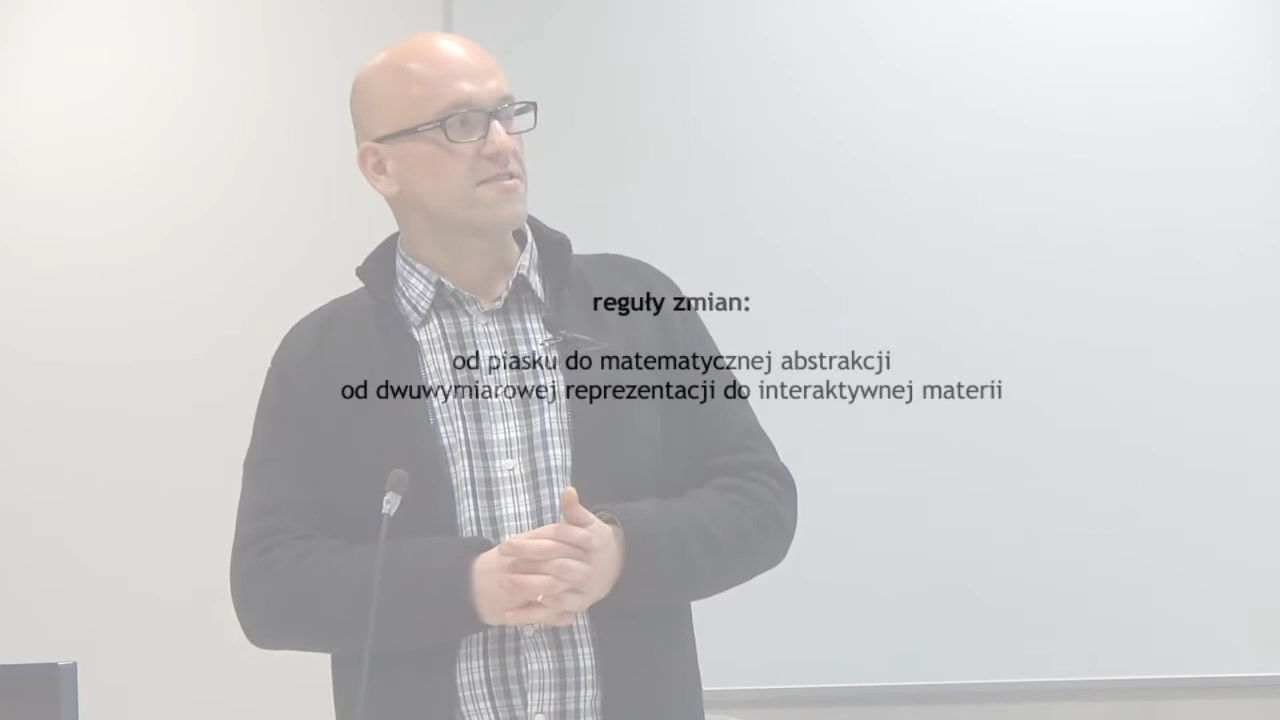 reguły zmian:
od piasku do matematycznej abstrakcji
od dwuwymiarowej reprezentacji do interaktywnej materii